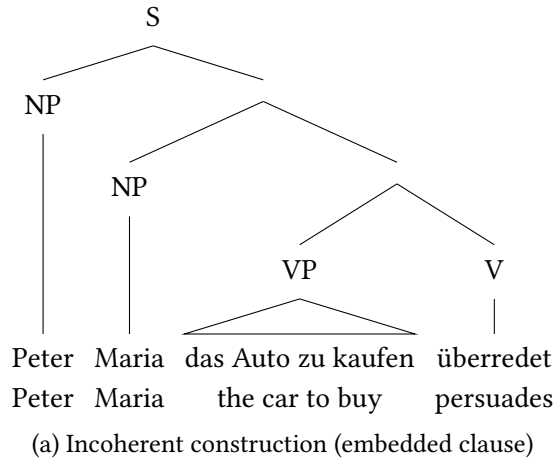 S
NP
NP
VP V
Peter Maria das Auto zu kaufen überredet
Peter Maria the car to buy persuades
(a) Incoherent construction (embedded clause)